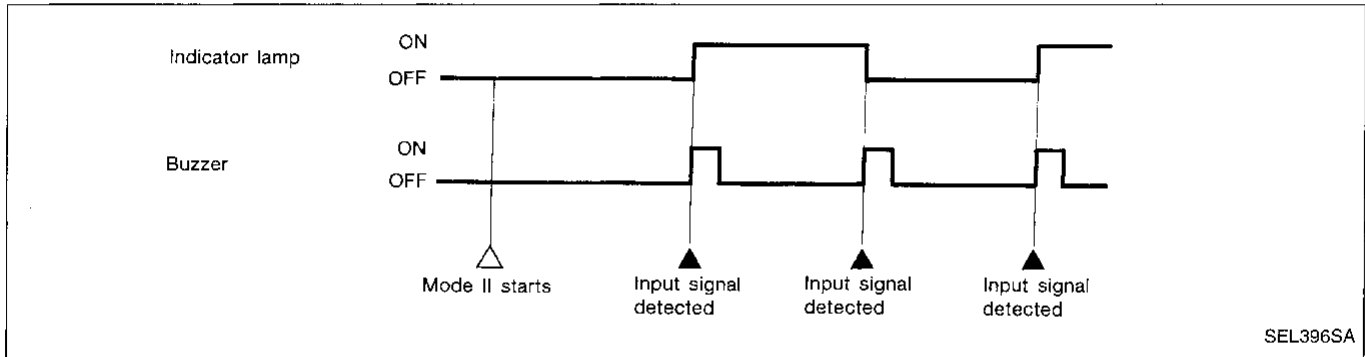 Indicator lamp
ON
OFF
Buzzer
ON
OFF
Mode II starts
Input signal
detected
Input signal
detected
Input signal
detected
SEL396SA